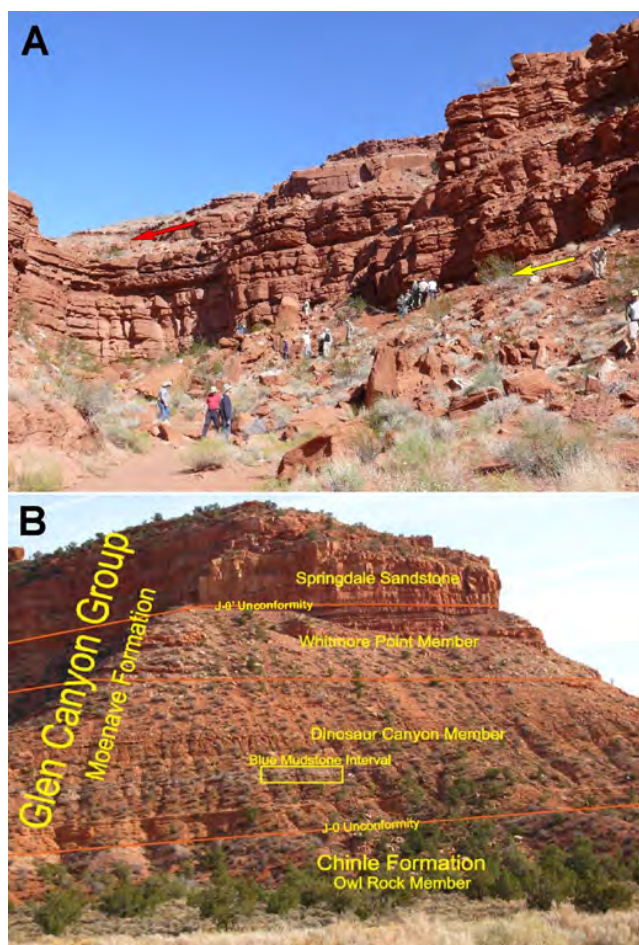 A
B
Glen Canyon Group
Moenave Formation
Springdale Sandstone
J-0' Unconformity
Whitmore Point Member
Dinosaur Canyon Member
Blue Mudstone Interval
J-0 Unconformity
Chinle Formation
Owl Rock Member